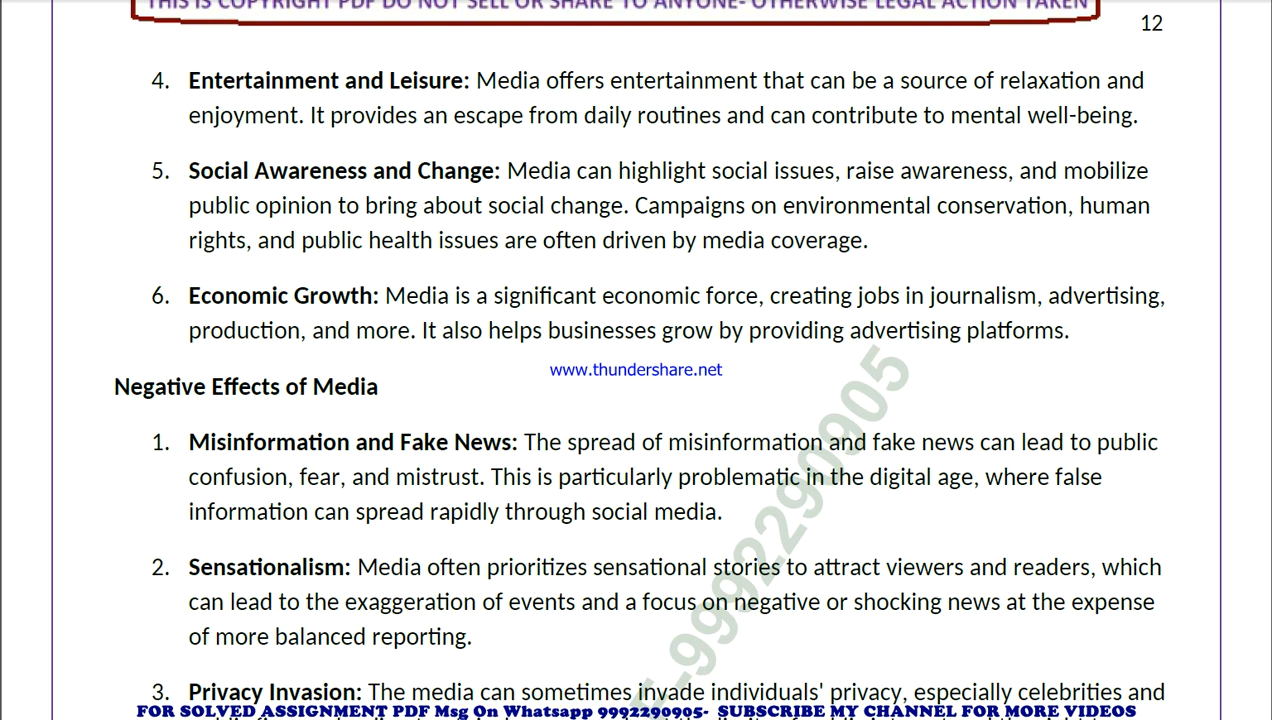 THIS IS COPYRIGHT PDF DO NOT SELL OR SHARE TO ANYONE- OTHERWISE LEGAL ACTION TAKEN
12
4. Entertainment and Leisure: Media offers entertainment that can be a source of relaxation and
enjoyment. It provides an escape from daily routines and can contribute to mental well-being.
5. Social Awareness and Change: Media can highlight social issues, raise awareness, and mobilize
public opinion to bring about social change. Campaigns on environmental conservation, human
rights, and public health issues are often driven by media coverage.
6. Economic Growth: Media is a significant economic force, creating jobs in journalism, advertising,
production, and more. It also helps businesses grow by providing advertising platforms.
www.thundershare.net
Negative Effects of Media
1. Misinformation and Fake News: The spread of misinformation and fake news can lead to public
confusion, fear, and mistrust. This is particularly problematic in the digital age, where false
information can spread rapidly through social media.
2. Sensationalism: Media often prioritizes sensational stories to attract viewers and readers, which
can lead to the exaggeration of events and a focus on negative or shocking news at the expense
of more balanced reporting.
3. Privacy Invasion: The media can sometimes invade individuals' privacy, especially celebrities and
-9992290905
FOR SOLVED ASSIGNMENT PDF Msg On Whatsapp 9992290905- SUBSCRIBE MY CHANNEL FOR MORE VIDEOS